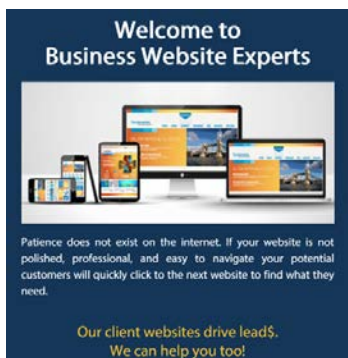 Welcome to
Business Website Experts
Patience does not exist on the internet. If your website is not
polished, professional, and easy to navigate your potential
customers will quickly click to the next website to find what they
need.
Our client websites drive lead$.
We can help you too!